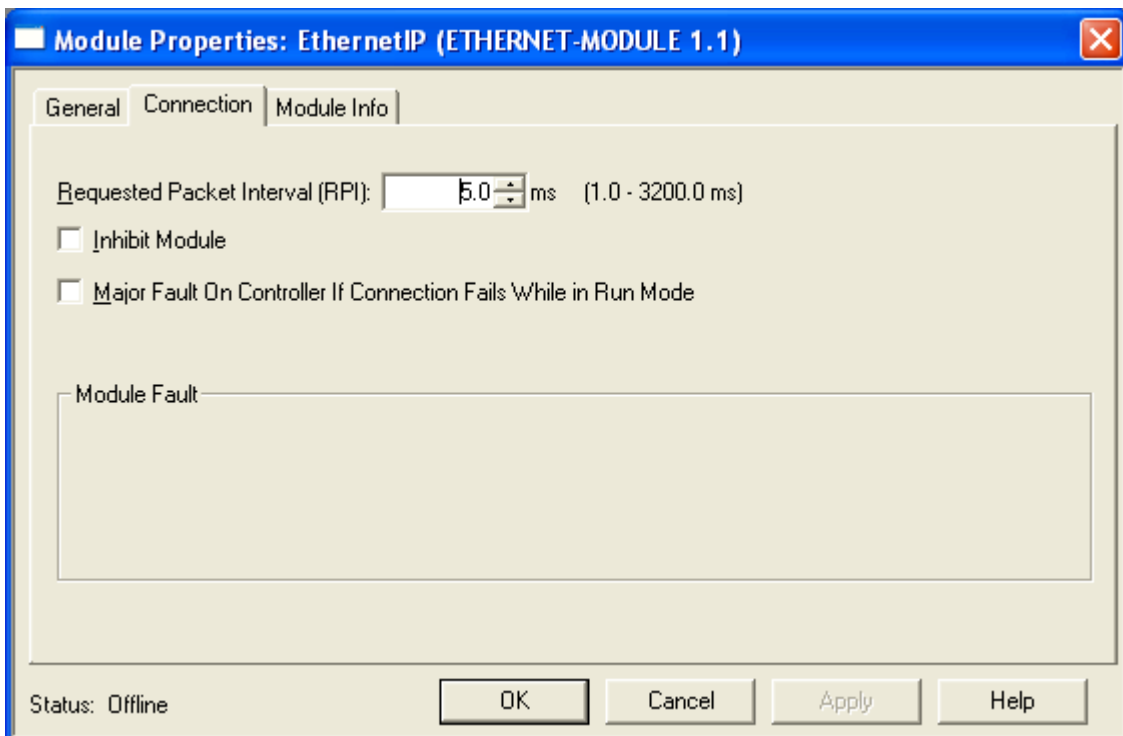 Module Properties: EthernetIP (ETHERNET-MODULE 1.1)
General Connection Module Info
Requested Packet Interval (RPI): 5.0 ms (1.0 - 3200.0 ms)
Inhibit Module
Major Fault On Controller If Connection Fails While in Run Mode
Module Fault
Status: Offline OK Cancel Apply Help